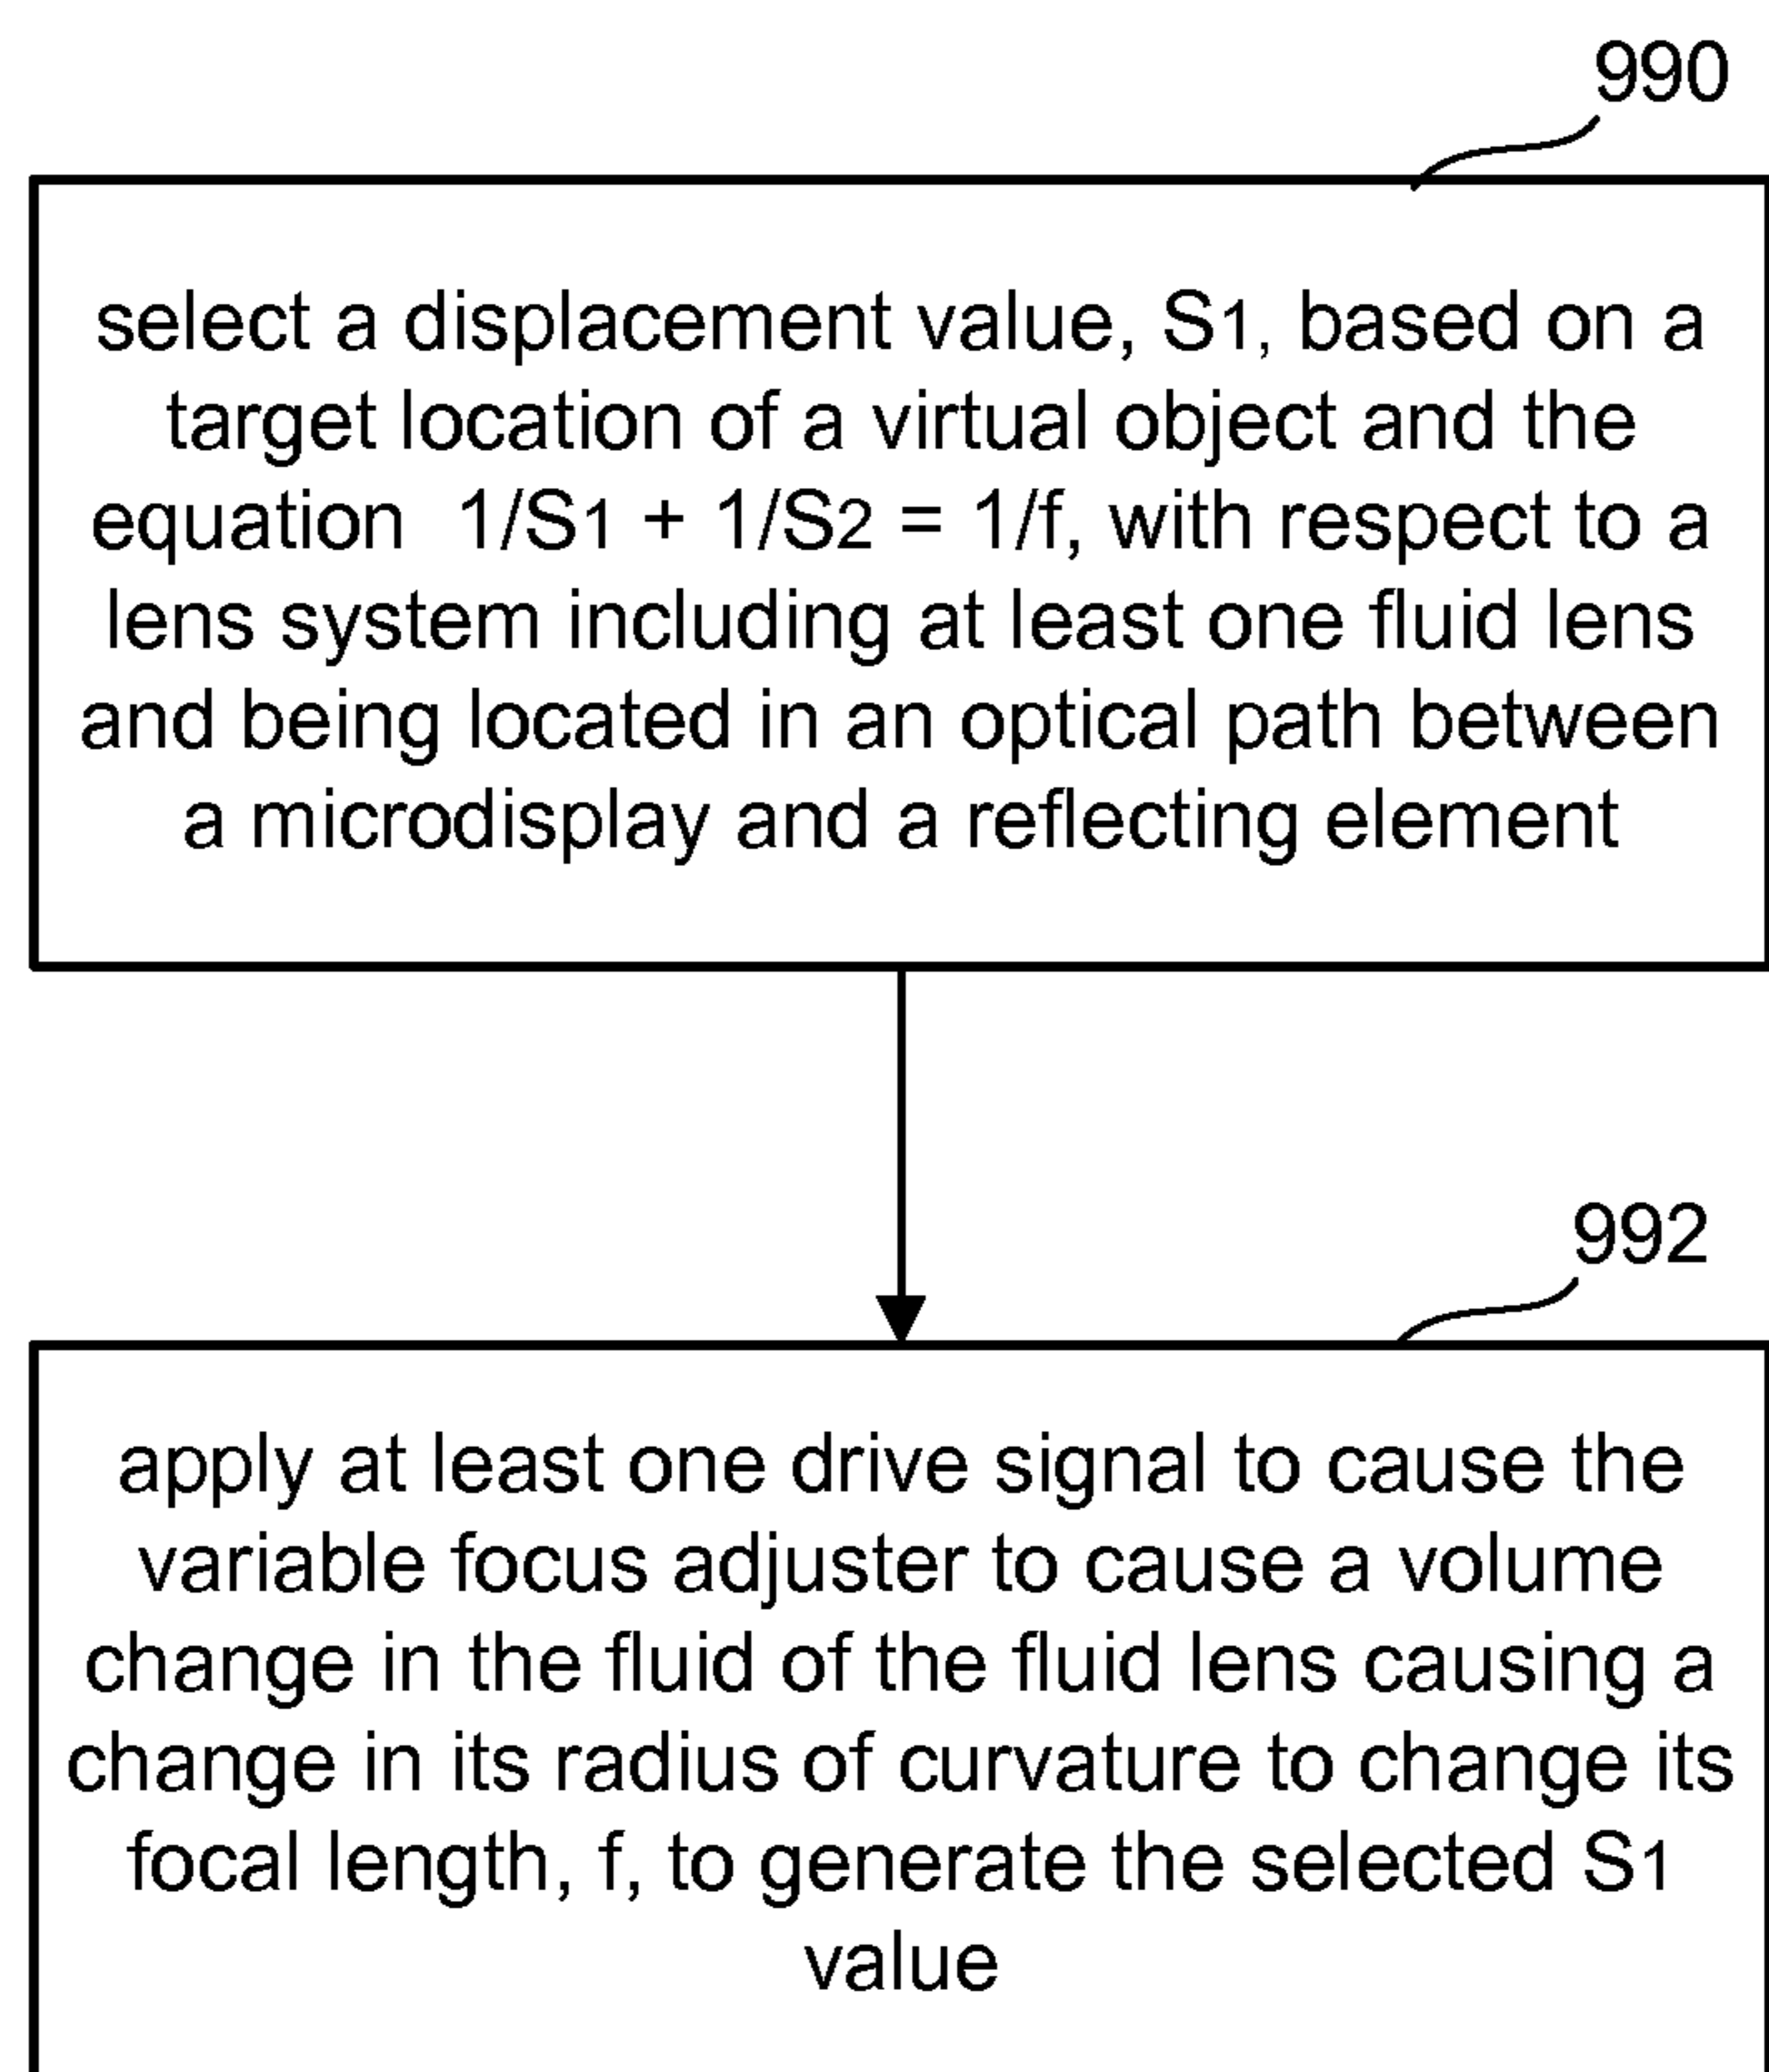 990
select a displacement value, S1, based on a
target location of a virtual object and the
equation 1/S1 + 1/S2 = 1/f, with respect to a
lens system including at least one fluid lens
and being located in an optical path between
a microdisplay and a reflecting element
992
apply at least one drive signal to cause the
variable focus adjuster to cause a volume
change in the fluid of the fluid lens causing a
change in its radius of curvature to change its
focal length, f, to generate the selected S1
value